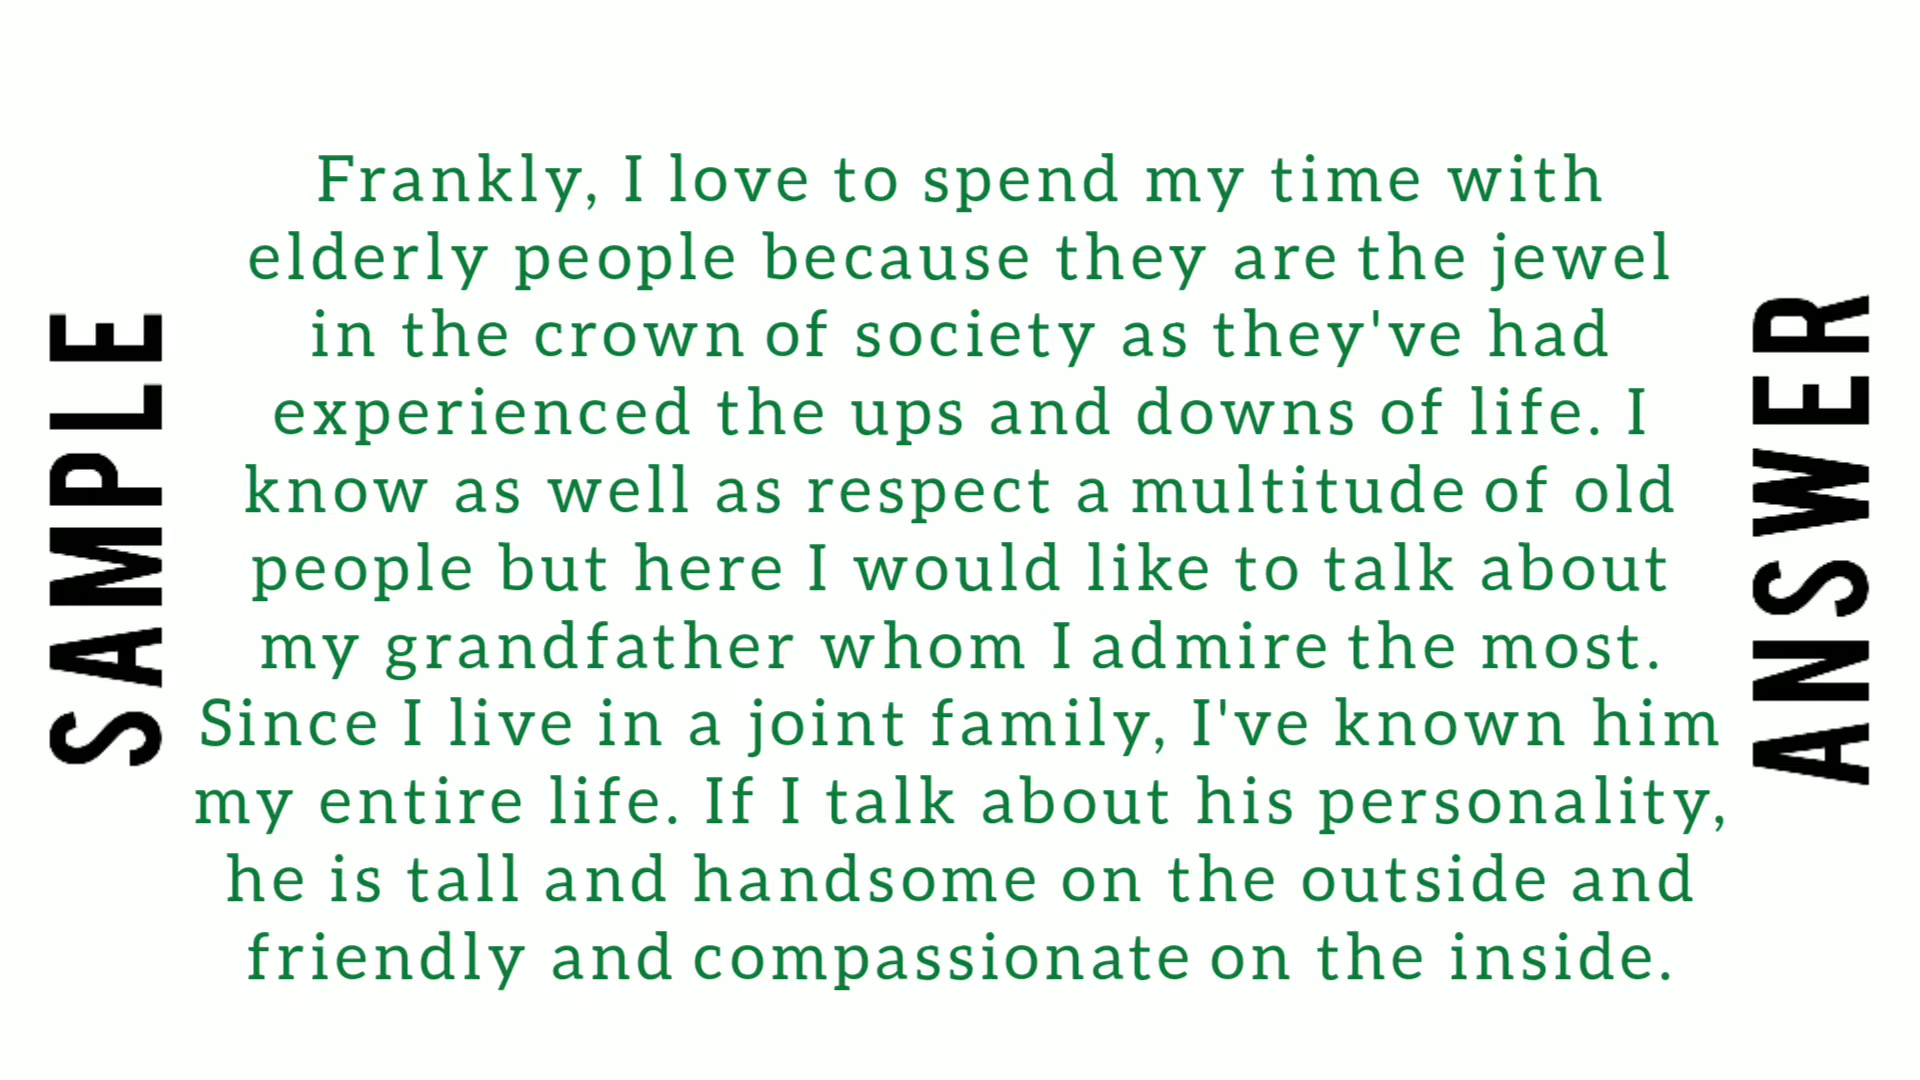 SAMPLE
Frankly, I love to spend my time with
elderly people because they are the jewel
in the crown of society as they've had
experienced the ups and downs of life. I
know as well as respect a multitude of old
people but here I would like to talk about
my grandfather whom I admire the most.
Since I live in a joint family, I've known him
my entire life. If I talk about his personality,
he is tall and handsome on the outside and
friendly and compassionate on the inside.
ANSWER